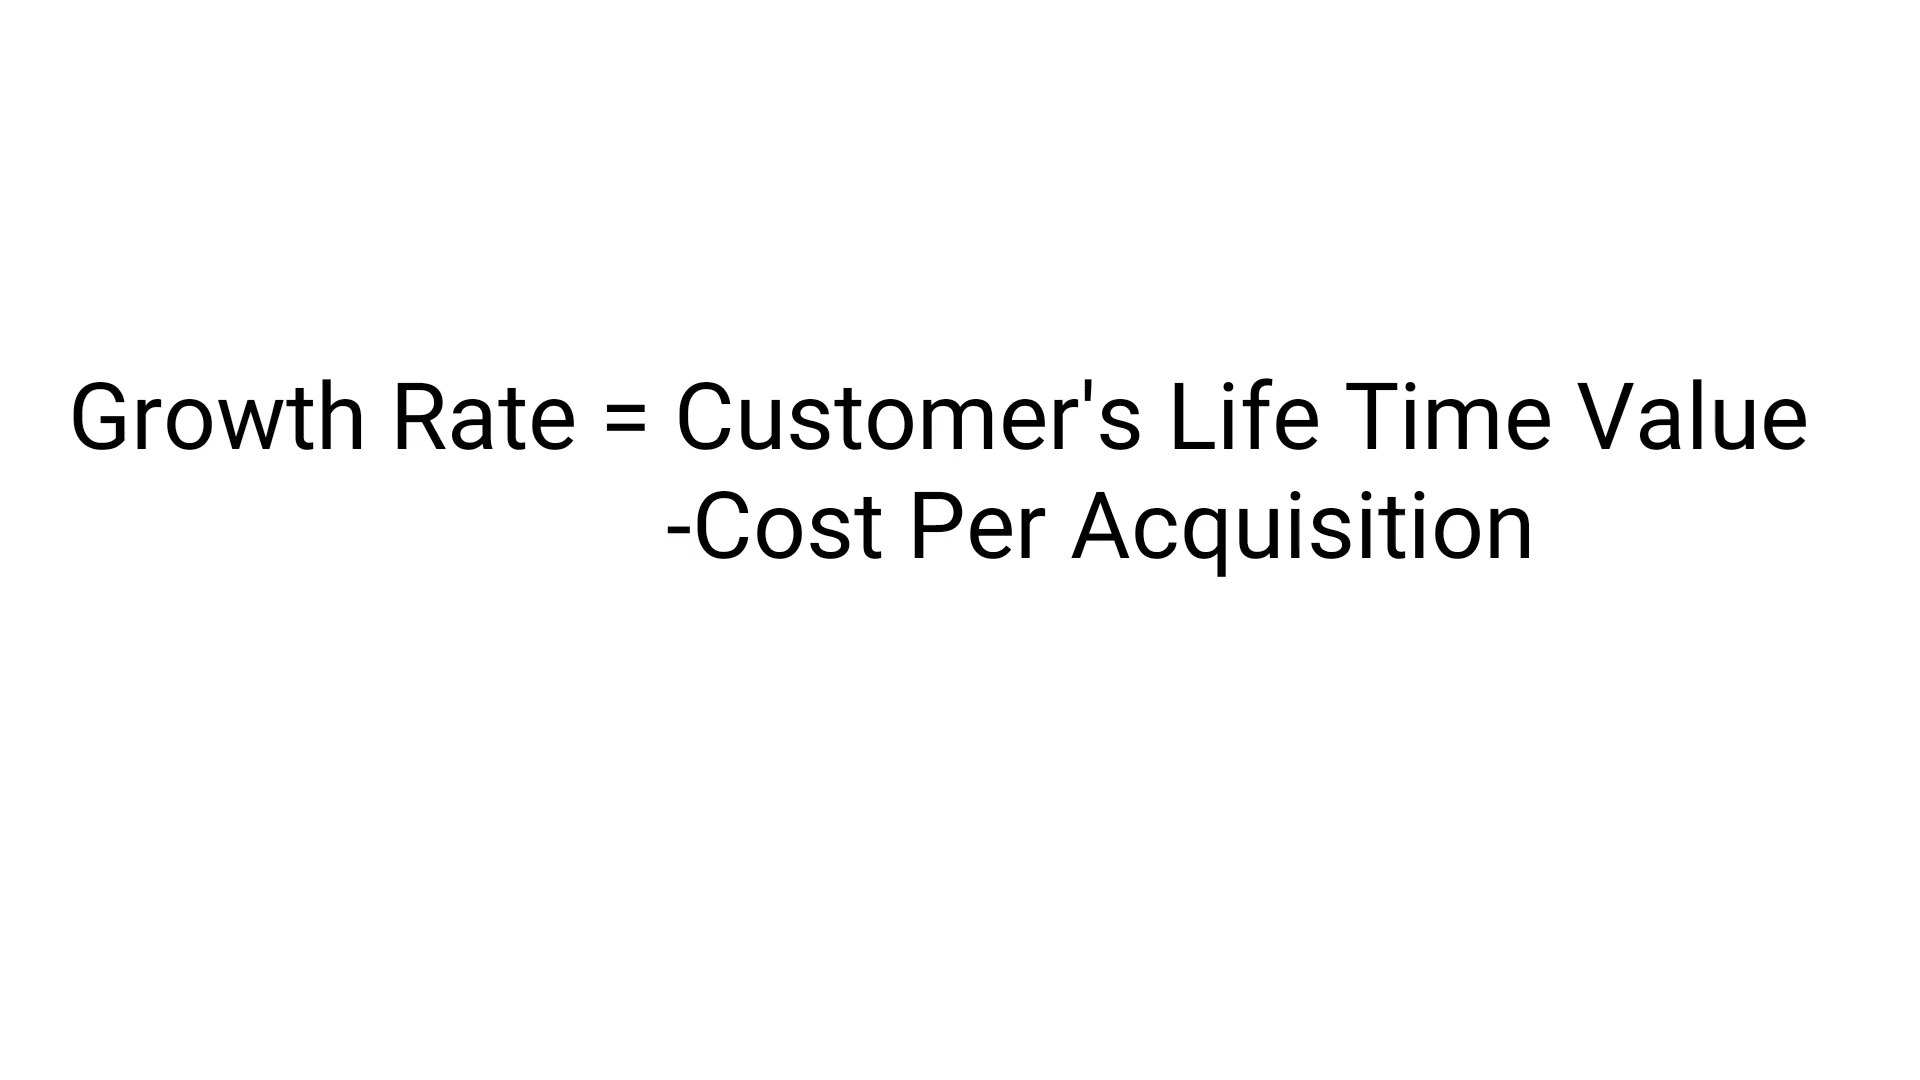 Growth Rate = Customer's Life Time Value
-Cost Per Acquisition